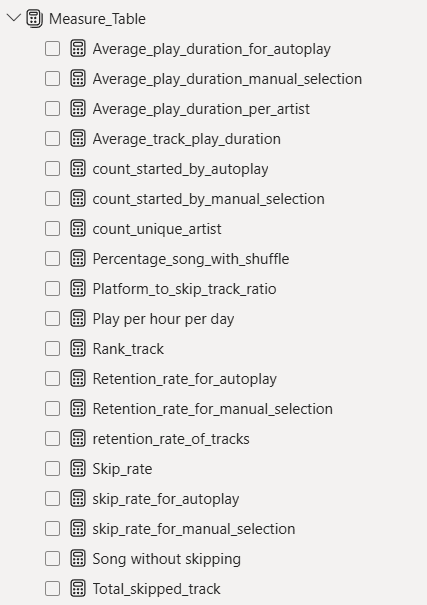 Measure_Table
Average_play_duration_for_autoplay
Average_play_duration_manual_selection
Average_play_duration_per_artist
Average_track_play_duration
count_started_by_autoplay
count_started_by_manual_selection
count_unique_artist
Percentage_song_with_shuffle
Platform_to_skip_track_ratio
Play per hour per day
Rank_track
Retention_rate_for_autoplay
Retention_rate_for_manual_selection
retention_rate_of_tracks
Skip_rate
skip_rate_for_autoplay
skip_rate_for_manual_selection
Song without skipping
Total_skipped_track